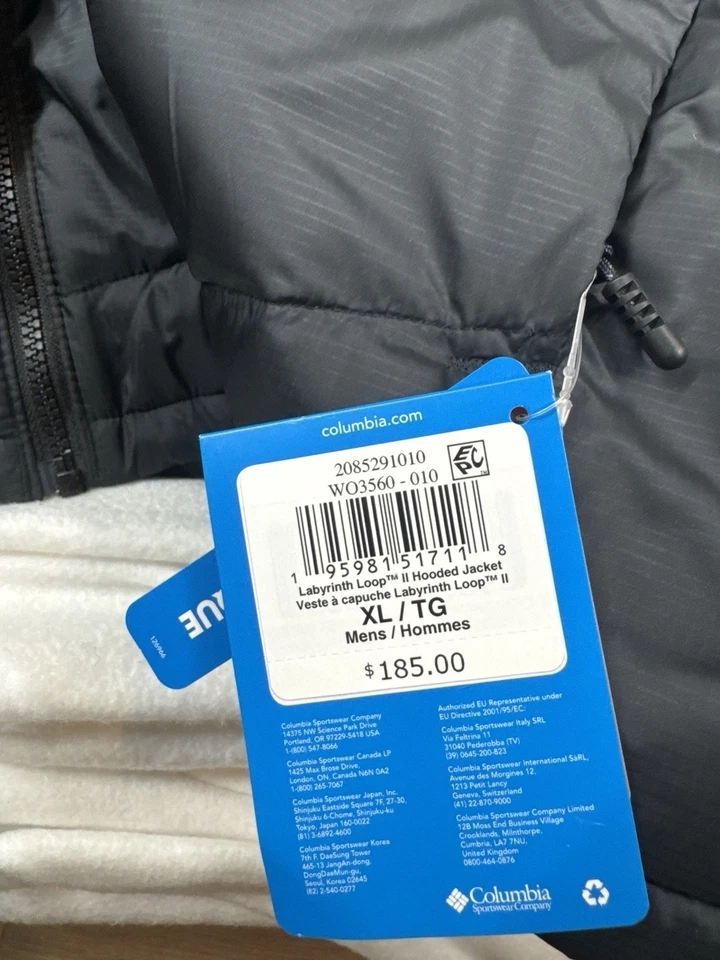 columbia.com
2085291010
WO3560 - 010
EPC™
1 95981 51711 8
Labyrinth Loop™ II Hooded Jacket
Veste à capuche Labyrinth Loop™ II
XL / TG
Mens / Hommes
$185.00
Columbia Sportswear Company
14375 NW Science Park Drive
Portland, OR 97229-5418 USA
1-(800) 547-8066
Columbia Sportswear Canada LP
1425 Max Brose Drive,
London, ON, Canada N6N 0A2
1-(800) 265-7067
Columbia Sportswear Japan, Inc.
Shinjuku Eastside Square 7F, 27-30,
Shinjuku 6-Chome, Shinjuku-ku
Tokyo, Japan 160-0022
(81) 3-6892-4600
Columbia Sportswear Korea
7th F. DaeSung Tower
465-13 JangAn-dong,
DongDaeMun-gu,
Seoul, Korea 02645
(82) 2-540-0277
Authorized EU Representative under
EU Directive 2001/95/EC:
Columbia Sportswear Italy SRL
Via Feltrina 11
31040 Pederobba (TV)
(39) 0645-200-823
Columbia Sportswear International SàRL,
Avenue des Morgines 12,
1213 Petit Lancy
Geneva, Switzerland
(41) 22-870-9000
Columbia Sportswear Company Limited
12B Moss End Business Village
Crooklands, Milnthorpe,
Cumbria, LA7 7NU,
United Kingdom
0800-464-0876
Columbia
Sportswear Company
QUE
126966